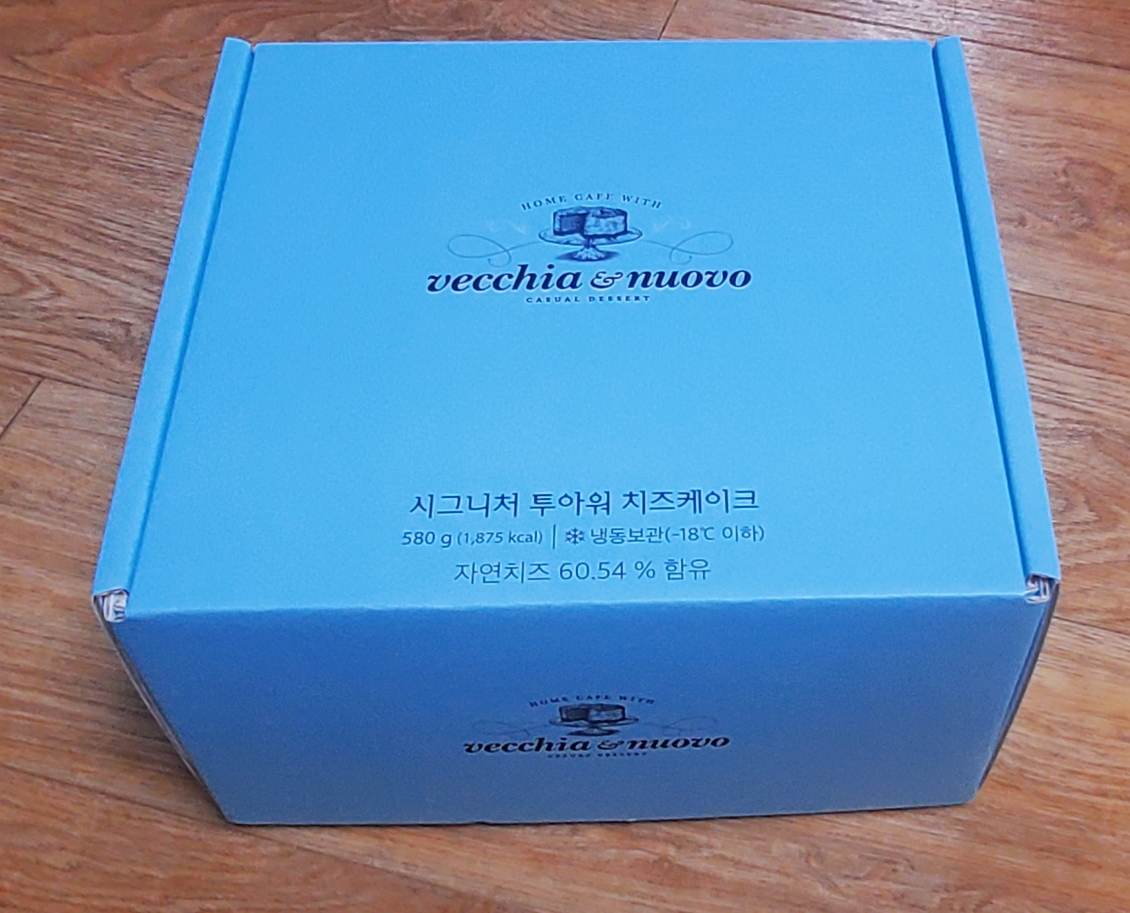 HOME CAFE WITH
vecchia & nuovo
CASUAL DESSERT
시그니처 투아워 치즈케이크
580 g (1,875 kcal) | 냉동보관(-18℃ 이하)
자연치즈 60.54 % 함유
HOME CAFE WITH
vecchia & nuovo
CASUAL DESSERT